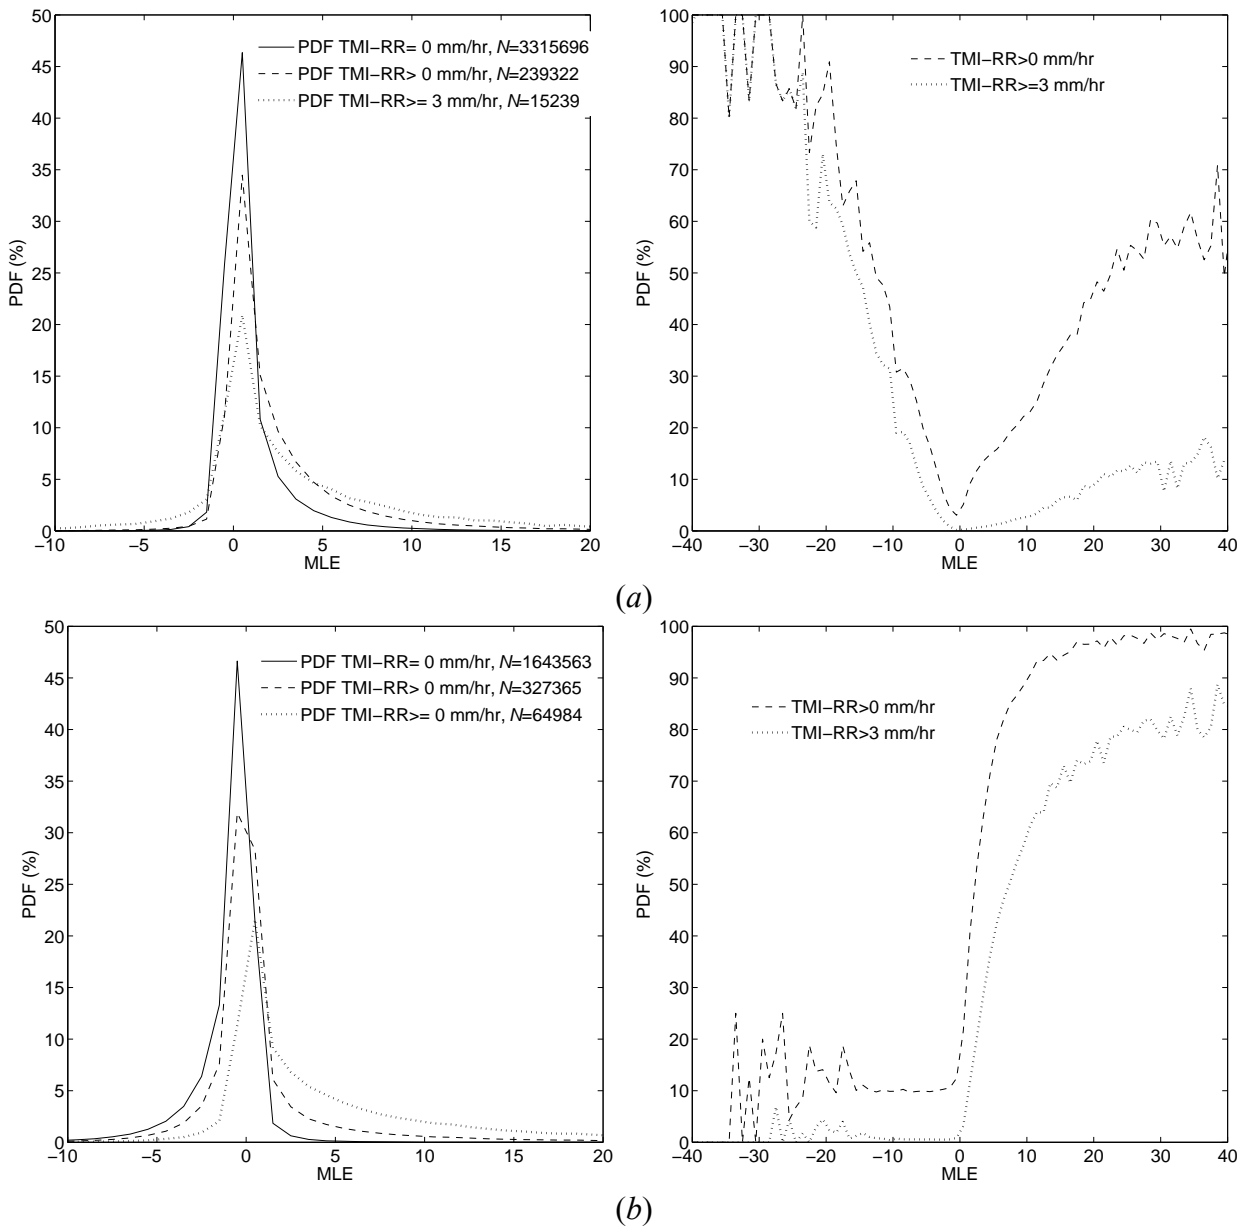 50
45
40
35
30
25
20
15
10
5
0
PDF (%)
PDF TMI−RR= 0 mm/hr, N=3315696
PDF TMI−RR> 0 mm/hr, N=239322
PDF TMI−RR>= 3 mm/hr, N=15239
−10 −5 0 5 10 15 20
MLE
100
90
80
70
60
50
40
30
20
10
0
PDF (%)
TMI−RR>0 mm/hr
TMI−RR>=3 mm/hr
−40 −30 −20 −10 0 10 20 30 40
MLE
(a)
50
45
40
35
30
25
20
15
10
5
0
PDF (%)
PDF TMI−RR= 0 mm/hr, N=1643563
PDF TMI−RR> 0 mm/hr, N=327365
PDF TMI−RR>= 0 mm/hr, N=64984
−10 −5 0 5 10 15 20
MLE
100
90
80
70
60
50
40
30
20
10
0
PDF (%)
TMI−RR>0 mm/hr
TMI−RR>3 mm/hr
−40 −30 −20 −10 0 10 20 30 40
MLE
(b)